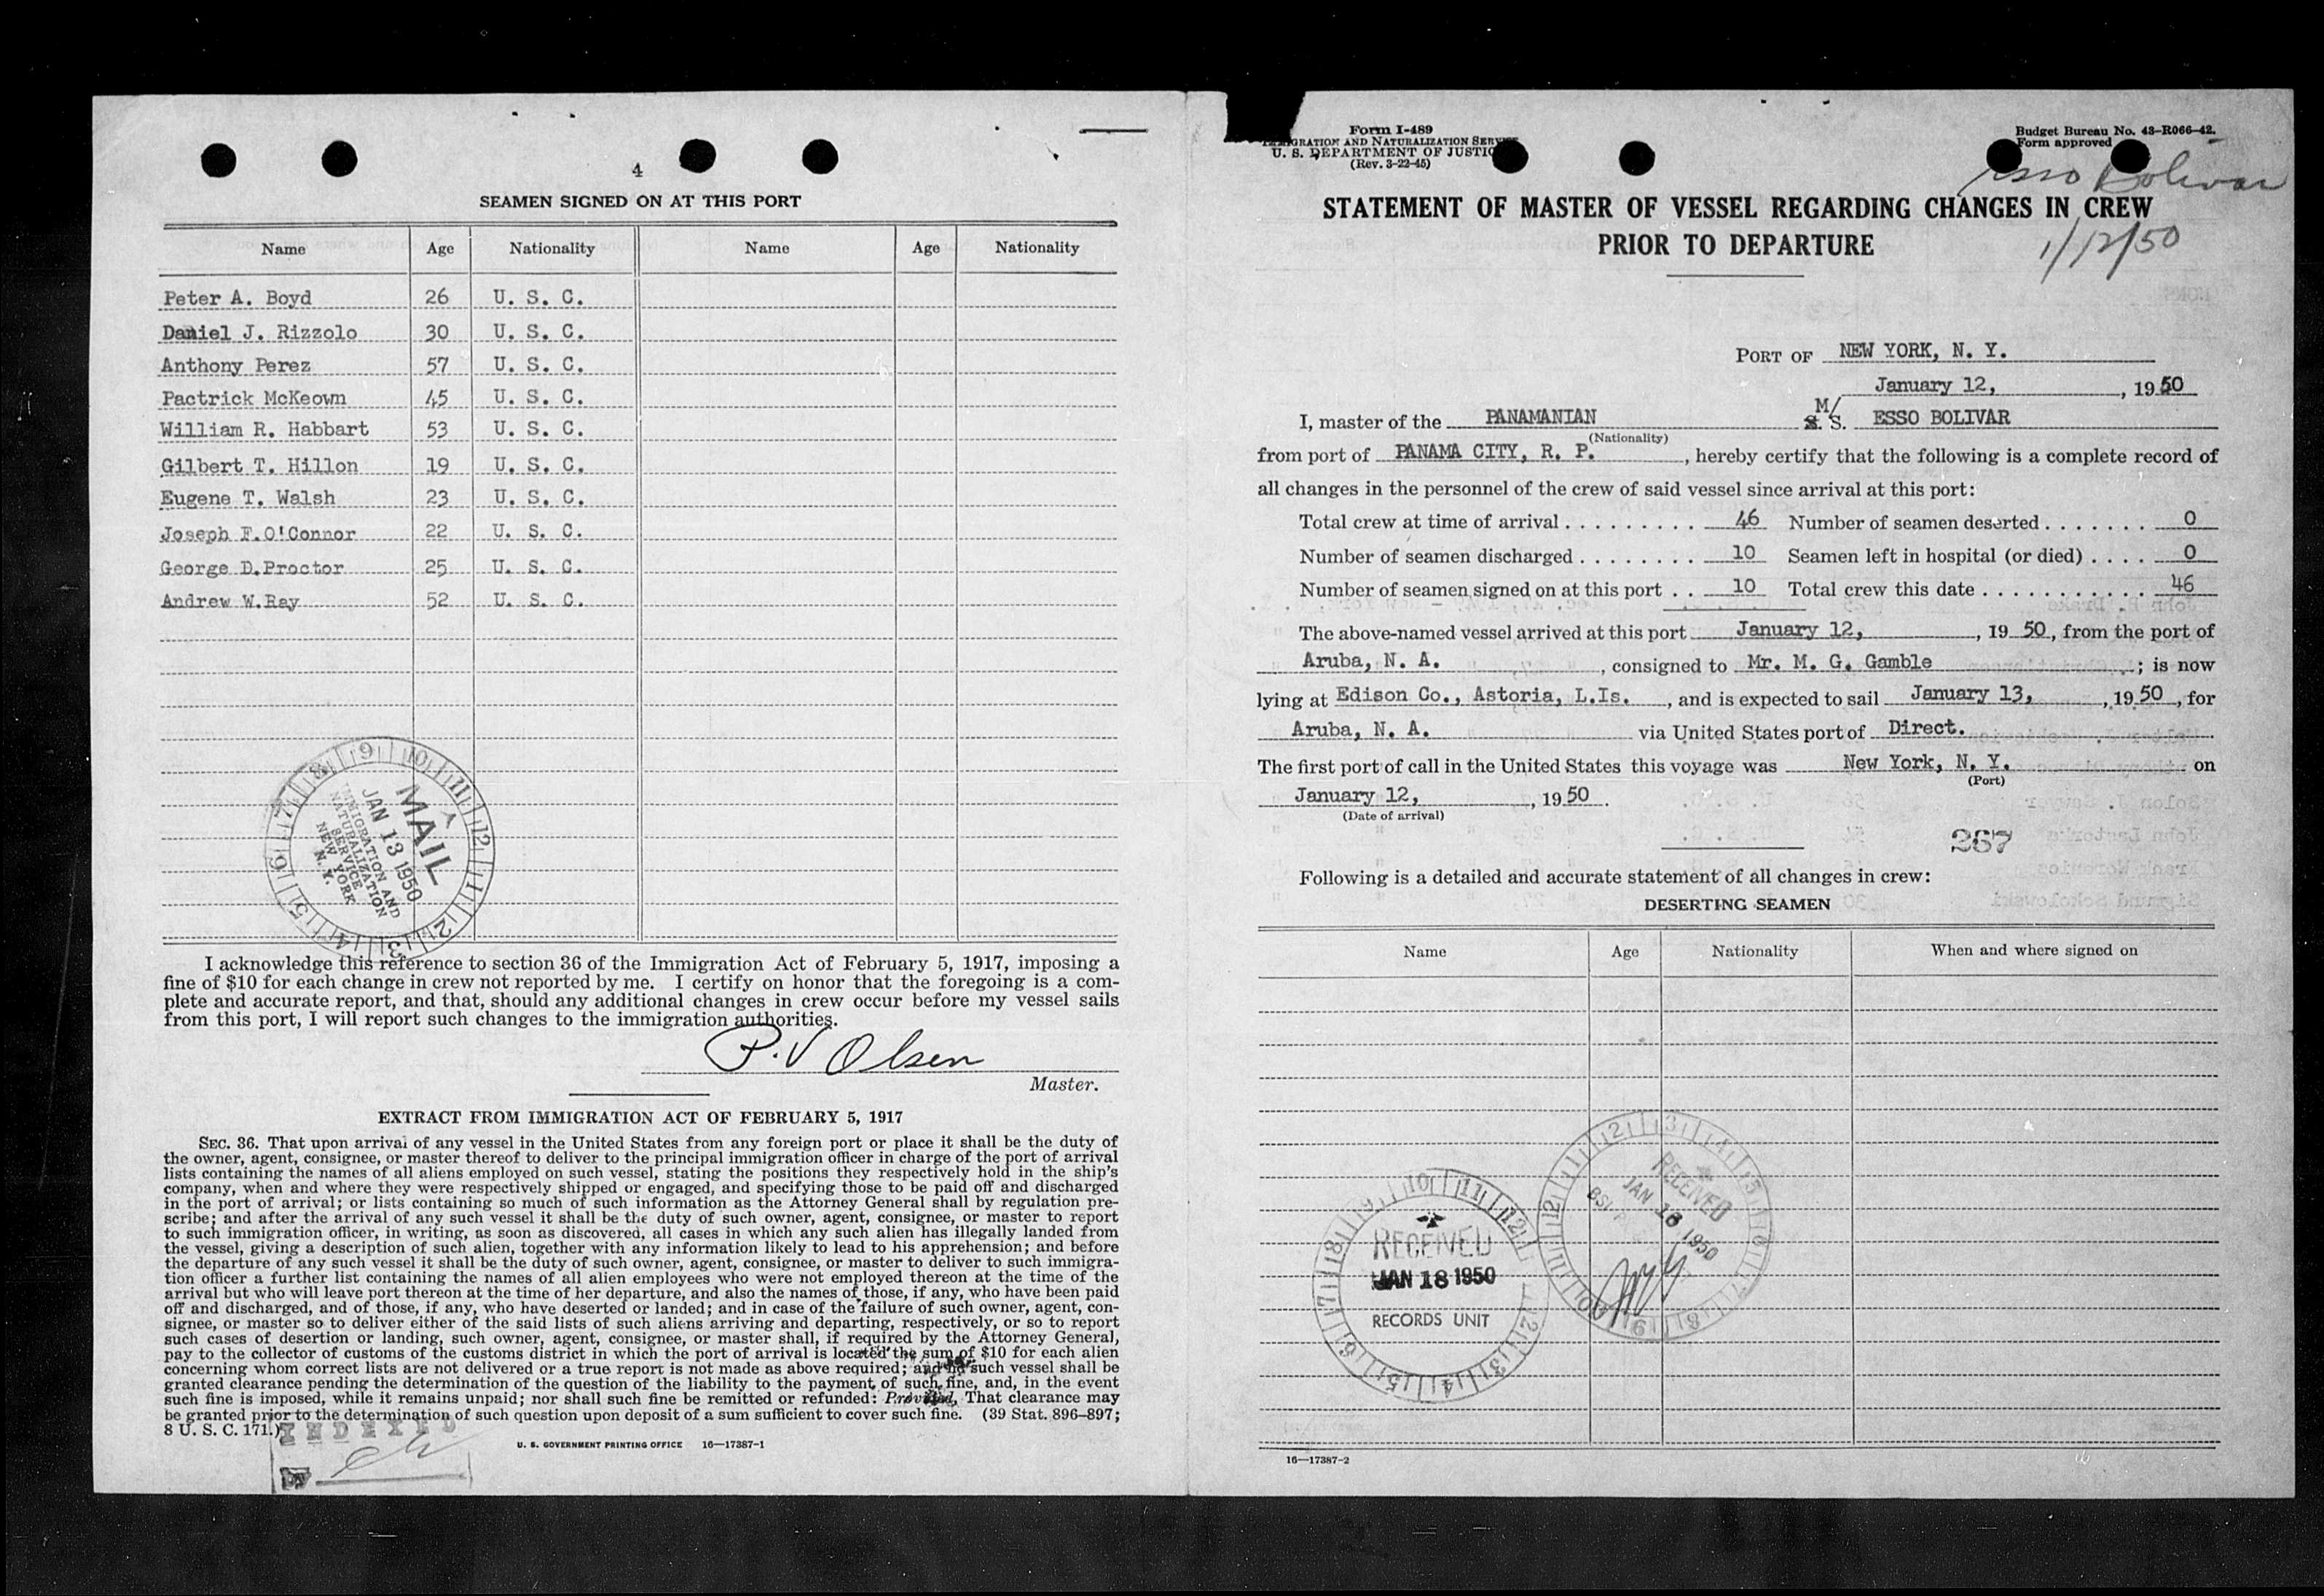 4
SEAMEN SIGNED ON AT THIS PORT
Name Age Nationality Name Age Nationality
Peter A. Boyd 26 U. S. C.
Daniel J. Rizzolo 30 U. S. C.
Anthony Perez 57 U. S. C.
Pactrick McKeown 45 U. S. C.
William R. Habbart 53 U. S. C.
Gilbert T. Hillon 19 U. S. C.
Eugene T. Walsh 23 U. S. C.
Joseph F.O'Connor 22 U. S. C.
George D.Proctor 25 U. S. C.
Andrew W.Ray 52 U. S. C.
MAIL
JAN 13 1950
IMMIGRATION AND
NATURALIZATION
SERVICE
NEW YORK
N. Y.
I acknowledge this reference to section 36 of the Immigration Act of February 5, 1917, imposing a
fine of $10 for each change in crew not reported by me. I certify on honor that the foregoing is a com-
plete and accurate report, and that, should any additional changes in crew occur before my vessel sails
from this port, I will report such changes to the immigration authorities.
P. V Olsen
Master.
EXTRACT FROM IMMIGRATION ACT OF FEBRUARY 5, 1917
SEC. 36. That upon arrival of any vessel in the United States from any foreign port or place it shall be the duty of
the owner, agent, consignee, or master thereof to deliver to the principal immigration officer in charge of the port of arrival
lists containing the names of all aliens employed on such vessel, stating the positions they respectively hold in the ship's
company, when and where they were respectively shipped or engaged, and specifying those to be paid off and discharged
in the port of arrival; or lists containing so much of such information as the Attorney General shall by regulation pre-
scribe; and after the arrival of any such vessel it shall be the duty of such owner, agent, consignee, or master to report
to such immigration officer, in writing, as soon as discovered, all cases in which any such alien has illegally landed from
the vessel, giving a description of such alien, together with any information likely to lead to his apprehension; and before
the departure of any such vessel it shall be the duty of such owner, agent, consignee, or master to deliver to such immigra-
tion officer a further list containing the names of all alien employees who were not employed thereon at the time of the
arrival but who will leave port thereon at the time of her departure, and also the names of those, if any, who have been paid
off and discharged, and of those, if any, who have deserted or landed; and in case of the failure of such owner, agent, con-
signee, or master so to deliver either of the said lists of such aliens arriving and departing, respectively, or so to report
such cases of desertion or landing, such owner, agent, consignee, or master shall, if required by the Attorney General,
pay to the collector of customs of the customs district in which the port of arrival is located the sum of $10 for each alien
concerning whom correct lists are not delivered or a true report is not made as above required; and no such vessel shall be
granted clearance pending the determination of the question of the liability to the payment of such fine, and, in the event
such fine is imposed, while it remains unpaid; nor shall such fine be remitted or refunded: Provided, That clearance may
be granted prior to the determination of such question upon deposit of a sum sufficient to cover such fine. (39 Stat. 896–897;
8 U. S. C. 171.)
INDEXED
BY
U. S. GOVERNMENT PRINTING OFFICE 16—17387-1
Form I-489
IMMIGRATION AND NATURALIZATION SERVICE
U. S. DEPARTMENT OF JUSTICE
(Rev. 3-22-45)
Budget Bureau No. 43–R066–42.
Form approved
Esso Bolivar
1/12/50
STATEMENT OF MASTER OF VESSEL REGARDING CHANGES IN CREW
PRIOR TO DEPARTURE
PORT OF NEW YORK, N. Y.
January 12, , 1950
I, master of the PANAMANIAN M/ S. S. ESSO BOLIVAR
(Nationality)
from port of PANAMA CITY, R. P. , hereby certify that the following is a complete record of
all changes in the personnel of the crew of said vessel since arrival at this port:
Total crew at time of arrival 46 Number of seamen deserted 0
Number of seamen discharged 10 Seamen left in hospital (or died) 0
Number of seamen signed on at this port 10 Total crew this date 46
The above-named vessel arrived at this port January 12, , 19 50, from the port of
Aruba, N. A. , consigned to Mr. M. G. Gamble ; is now
lying at Edison Co., Astoria, L.Is. , and is expected to sail January 13, , 19 50 , for
Aruba, N. A. via United States port of Direct.
The first port of call in the United States this voyage was New York, N. Y. on
(Port)
January 12, , 19 50 .
(Date of arrival)
267
Following is a detailed and accurate statement of all changes in crew:
DESERTING SEAMEN
Name Age Nationality When and where signed on
RECEIVED
JAN 18 1950
RECORDS UNIT
RECEIVED
JAN 18 1950
16—17387-2